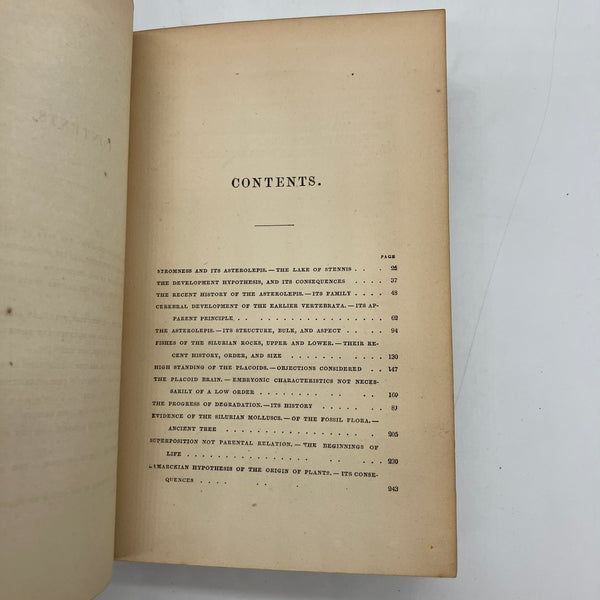 CONTENTS.
PAGE
STROMNESS AND ITS ASTEROLEPIS. — THE LAKE OF STENNIS . . . 25
THE DEVELOPMENT HYPOTHESIS, AND ITS CONSEQUENCES . . . . 37
THE RECENT HISTORY OF THE ASTEROLEPIS. — ITS FAMILY . . . . 48
CEREBRAL DEVELOPMENT OF THE EARLIER VERTEBRATA. — ITS AP-
PARENT PRINCIPLE . . 62
THE ASTEROLEPIS. — ITS STRUCTURE, BULK, AND ASPECT . . . . 94
FISHES OF THE SILURIAN ROCKS, UPPER AND LOWER. — THEIR RE-
CENT HISTORY, ORDER, AND SIZE . . . . . . . . 130
HIGH STANDING OF THE PLACOIDS. — OBJECTIONS CONSIDERED . . 147
THE PLACOID BRAIN. — EMBRYONIC CHARACTERISTICS NOT NECES-
SARILY OF A LOW ORDER . . . . 160
THE PROGRESS OF DEGRADATION. — ITS HISTORY . . . . 89
EVIDENCE OF THE SILURIAN MOLLUSCS. — OF THE FOSSIL FLORA. —
ANCIENT TREE . . . . 205
SUPERPOSITION NOT PARENTAL RELATION. — THE BEGINNINGS OF
LIFE . . . . 230
LAMARCKIAN HYPOTHESIS OF THE ORIGIN OF PLANTS. — ITS CONSE-
QUENCES . . . . 243